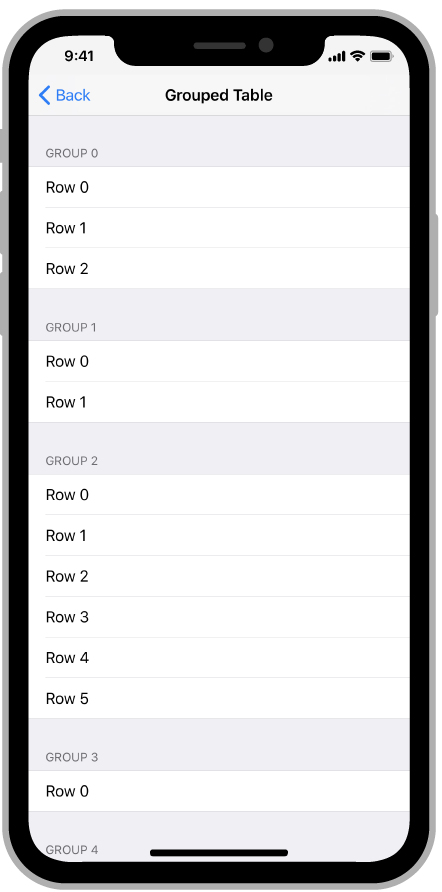 9:41
Back
Grouped Table
GROUP 0
Row 0
Row 1
Row 2
GROUP 1
Row 0
Row 1
GROUP 2
Row 0
Row 1
Row 2
Row 3
Row 4
Row 5
GROUP 3
Row 0
GROUP 4